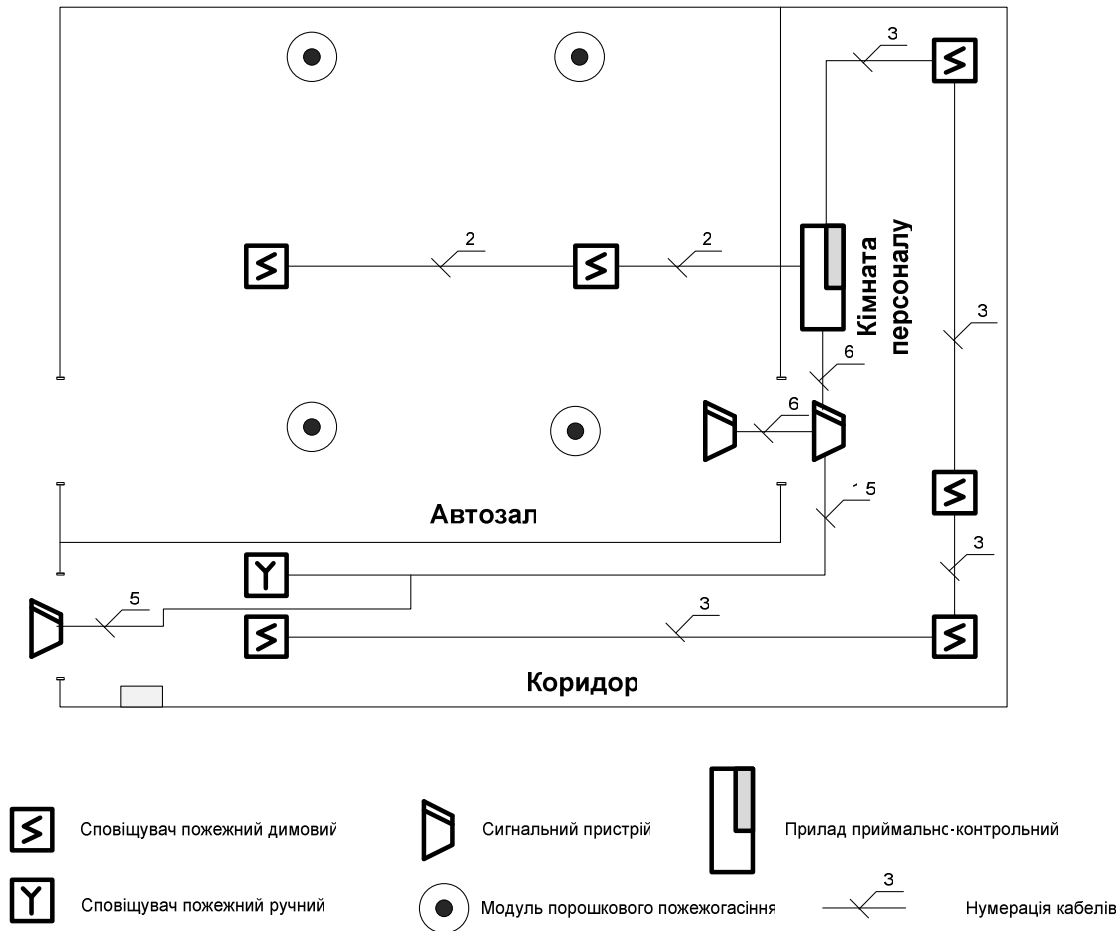 3
2
2
Кімната
персоналу
3
6
6
5
Автозал
3
5
3
Коридор
Сповіщувач пожежний димовий
Сигнальний пристрій
Прилад приймально-контрольний
3
Сповіщувач пожежний ручний
Модуль порошкового пожежогасіння
Нумерація кабелів